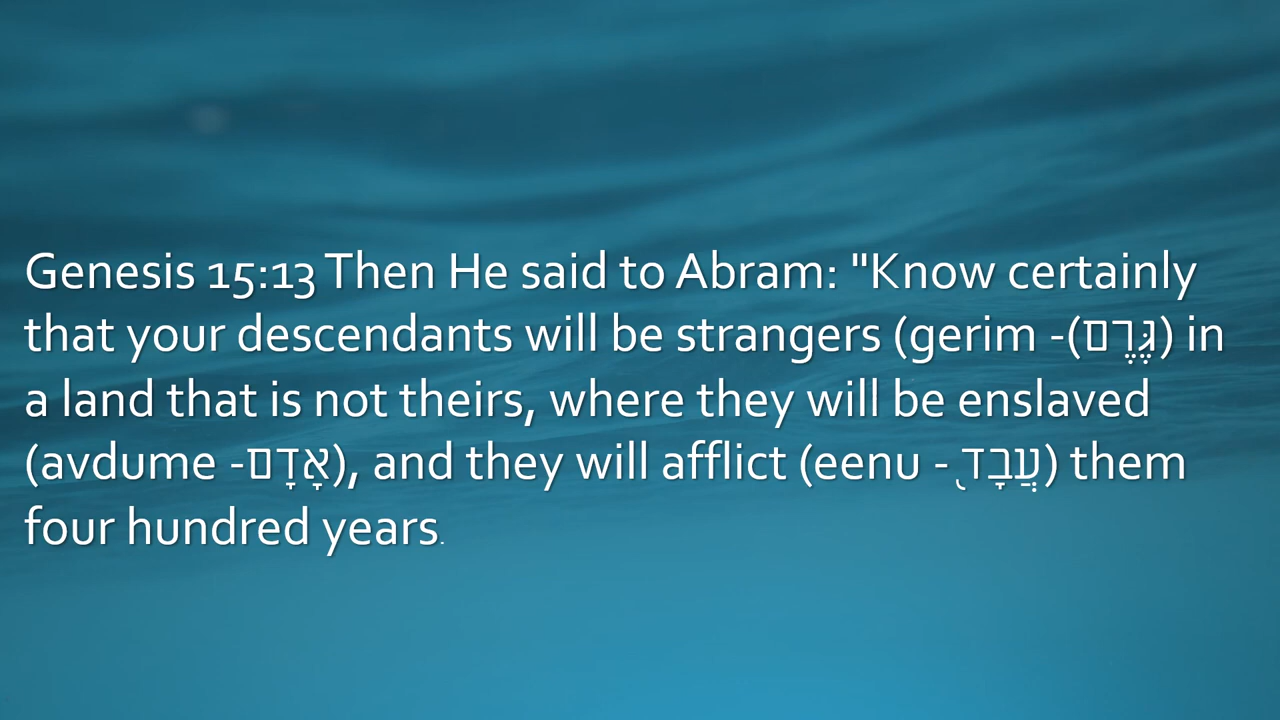 Genesis 15:13 Then He said to Abram: "Know certainly
that your descendants will be strangers (gerim -(גֶּרֶם) in
a land that is not theirs, where they will be enslaved
(avdume -אָדָם), and they will afflict (eenu - עֲבָד֖) them
four hundred years.